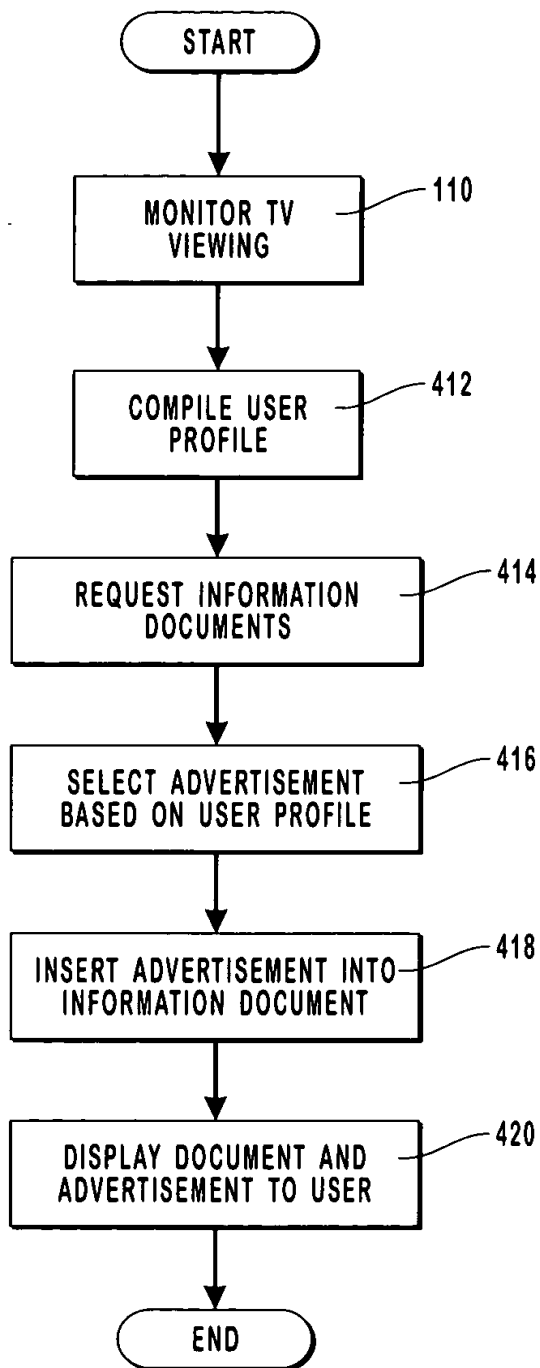 START
MONITOR TV
VIEWING
110
COMPILE USER
PROFILE
412
REQUEST INFORMATION
DOCUMENTS
414
SELECT ADVERTISEMENT
BASED ON USER PROFILE
416
INSERT ADVERTISEMENT INTO
INFORMATION DOCUMENT
418
DISPLAY DOCUMENT AND
ADVERTISEMENT TO USER
420
END